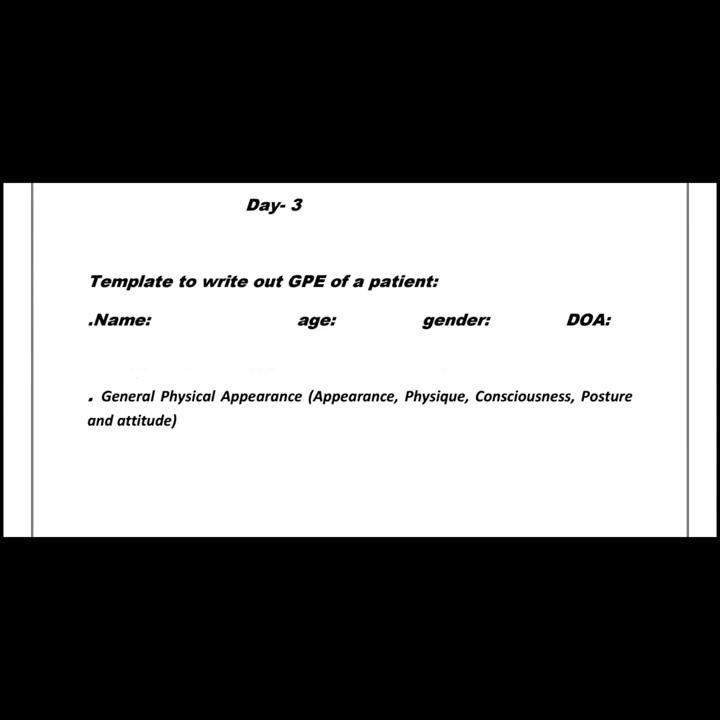 Day- 3
Template to write out GPE of a patient:
.Name: age: gender: DOA:
. General Physical Appearance (Appearance, Physique, Consciousness, Posture
and attitude)